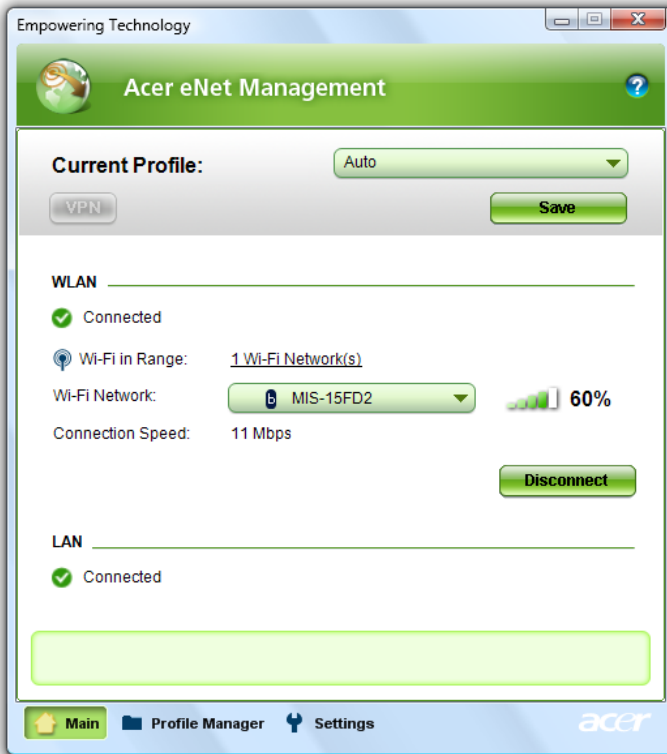 Empowering Technology
Acer eNet Management
?
Current Profile: Auto
VPN Save
WLAN
Connected
Wi-Fi in Range: 1 Wi-Fi Network(s)
Wi-Fi Network: b MIS-15FD2 60%
Connection Speed: 11 Mbps
Disconnect
LAN
Connected
Main Profile Manager Settings acer